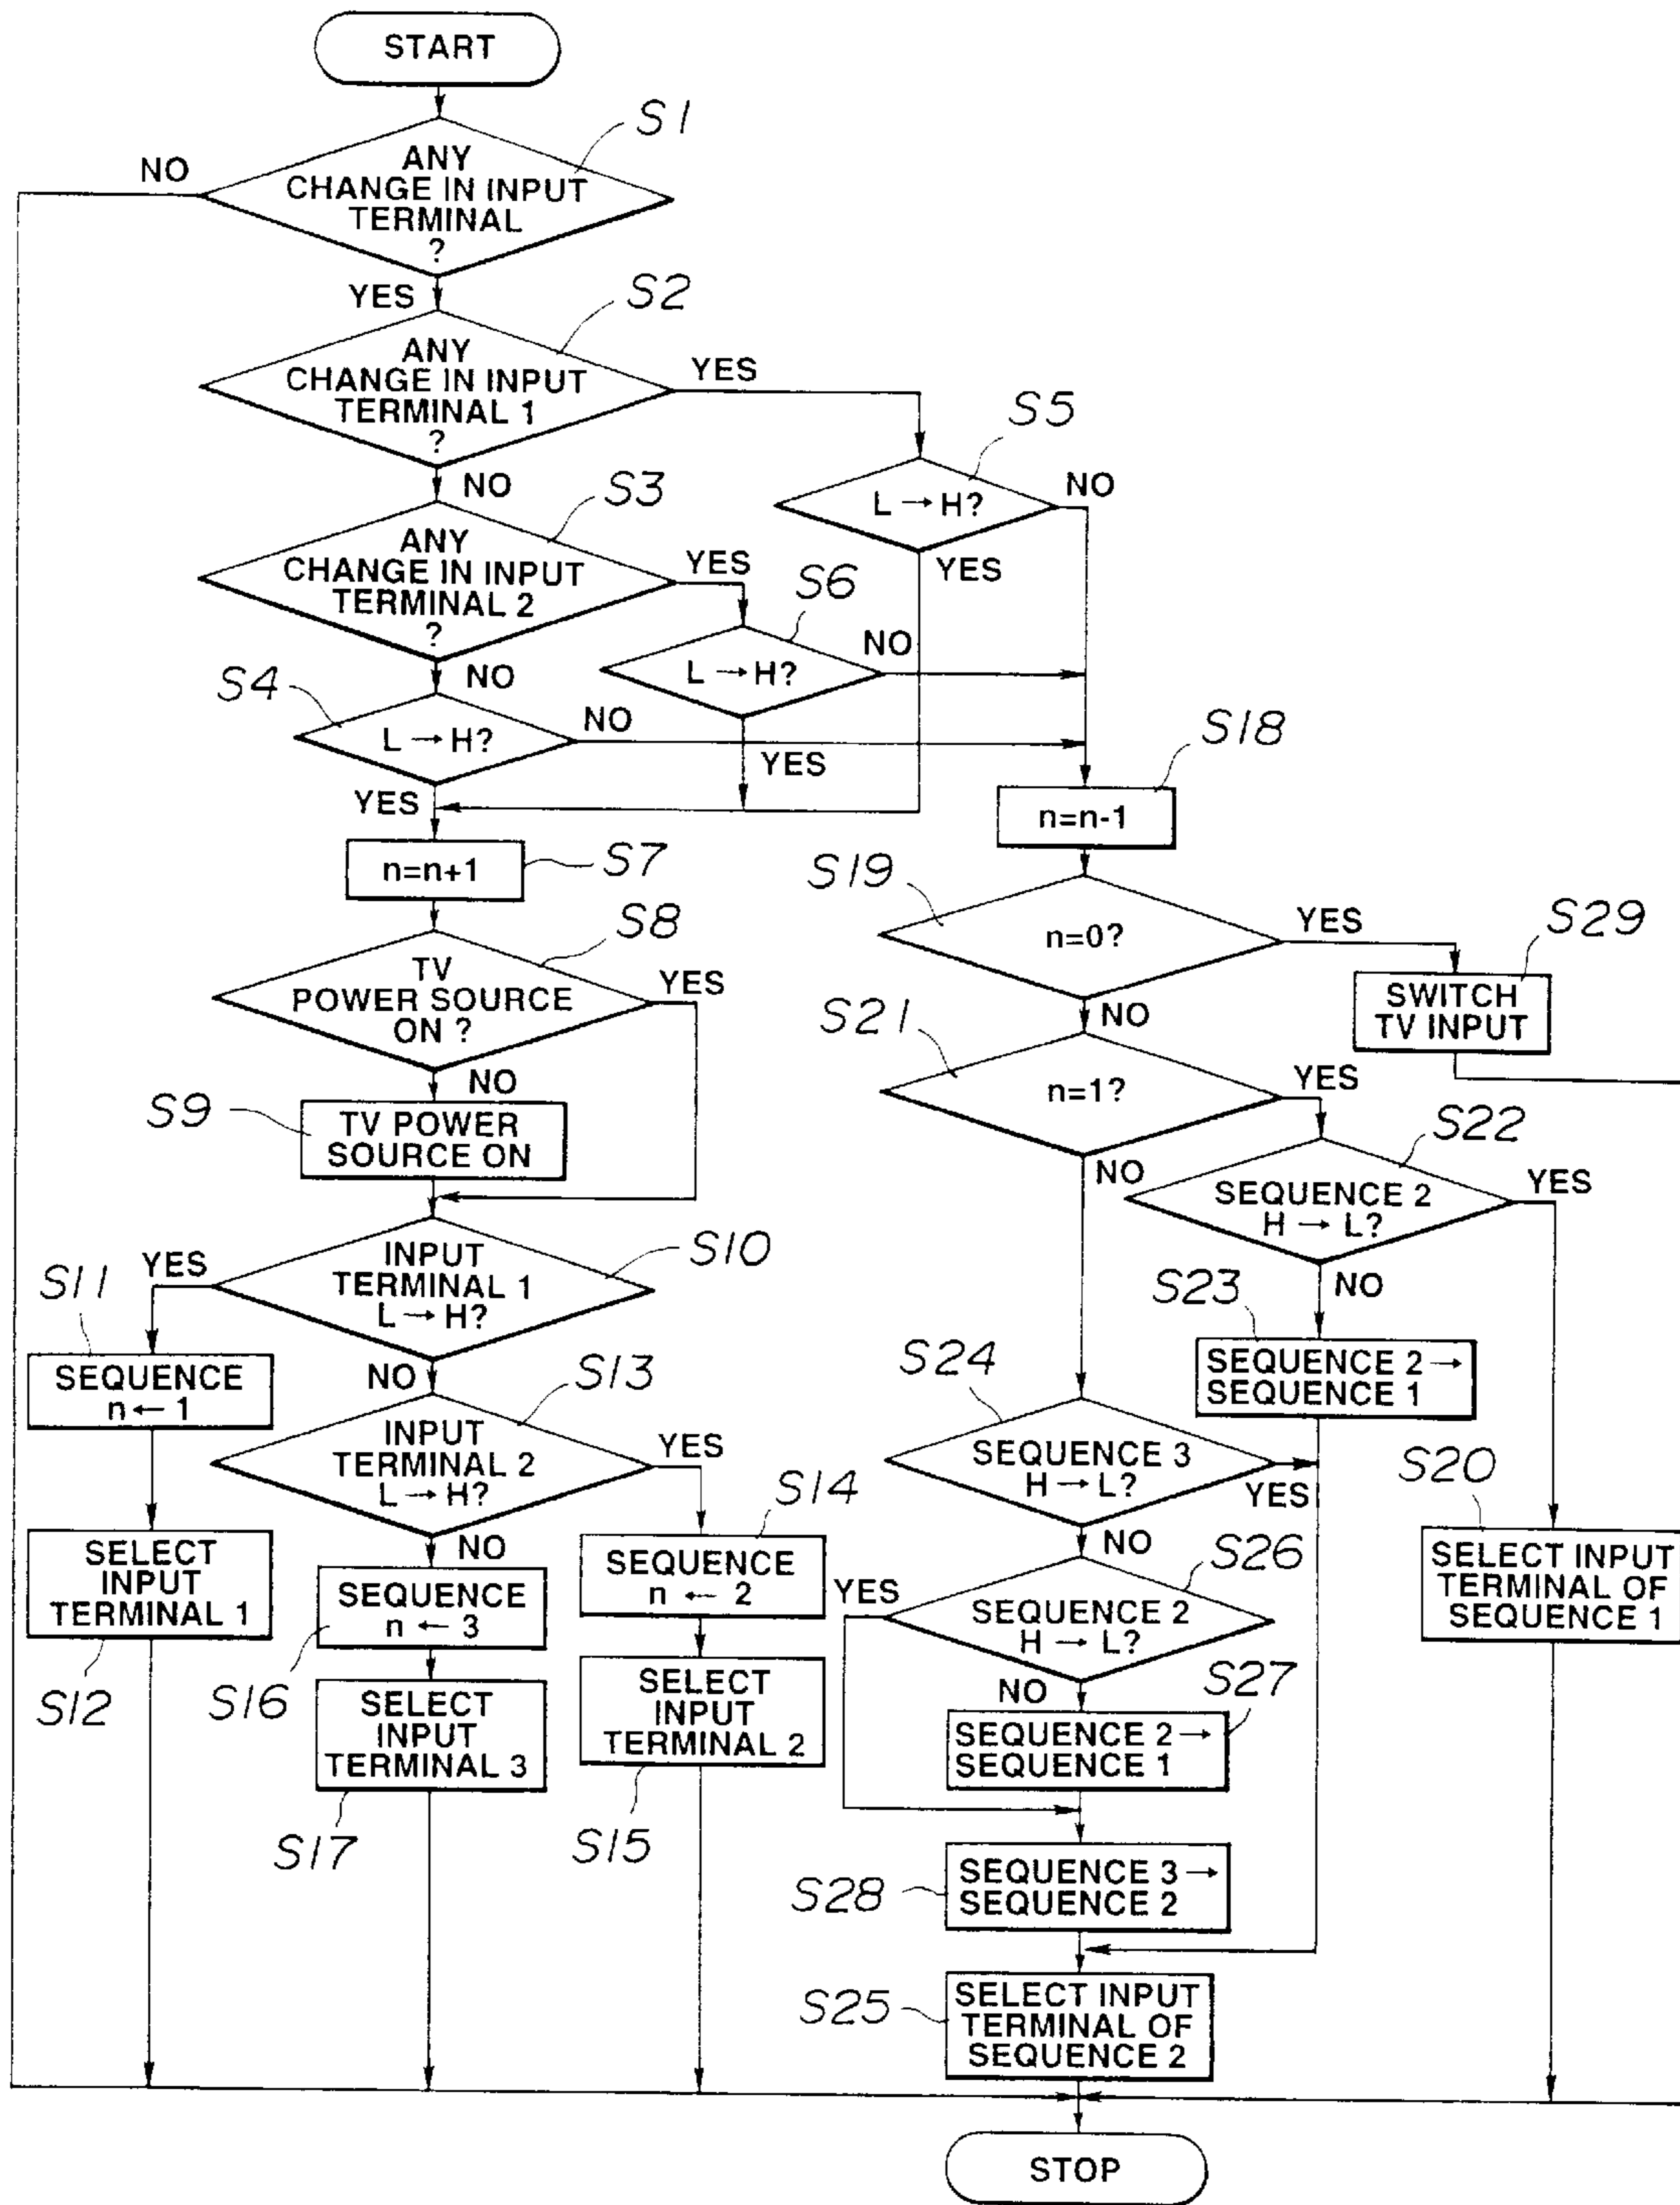 START
S1
NO
ANY
CHANGE IN INPUT
TERMINAL
?
YES
S2
ANY
CHANGE IN INPUT
TERMINAL 1
?
YES
NO
S5
L → H?
NO
YES
S3
ANY
CHANGE IN INPUT
TERMINAL 2
?
YES
NO
S6
L → H?
NO
YES
S4
L → H?
NO
YES
S18
n=n-1
n=n+1
S7
S19
n=0?
YES
NO
S29
SWITCH
TV INPUT
S8
TV
POWER SOURCE
ON ?
YES
NO
S21
n=1?
YES
NO
S9
TV POWER
SOURCE ON
S22
SEQUENCE 2
H → L?
YES
NO
S10
INPUT
TERMINAL 1
L → H?
YES
NO
S11
SEQUENCE
n ← 1
S23
SEQUENCE 2 →
SEQUENCE 1
S13
INPUT
TERMINAL 2
L → H?
YES
NO
S24
SEQUENCE 3
H → L?
YES
NO
S20
SELECT INPUT
TERMINAL OF
SEQUENCE 1
SELECT
INPUT
TERMINAL 1
S12
SEQUENCE
n ← 3
S16
S14
SEQUENCE
n ← 2
S26
YES
SEQUENCE 2
H → L?
NO
SELECT
INPUT
TERMINAL 3
S17
SELECT
INPUT
TERMINAL 2
S15
S27
SEQUENCE 2 →
SEQUENCE 1
S28
SEQUENCE 3 →
SEQUENCE 2
S25
SELECT INPUT
TERMINAL OF
SEQUENCE 2
STOP